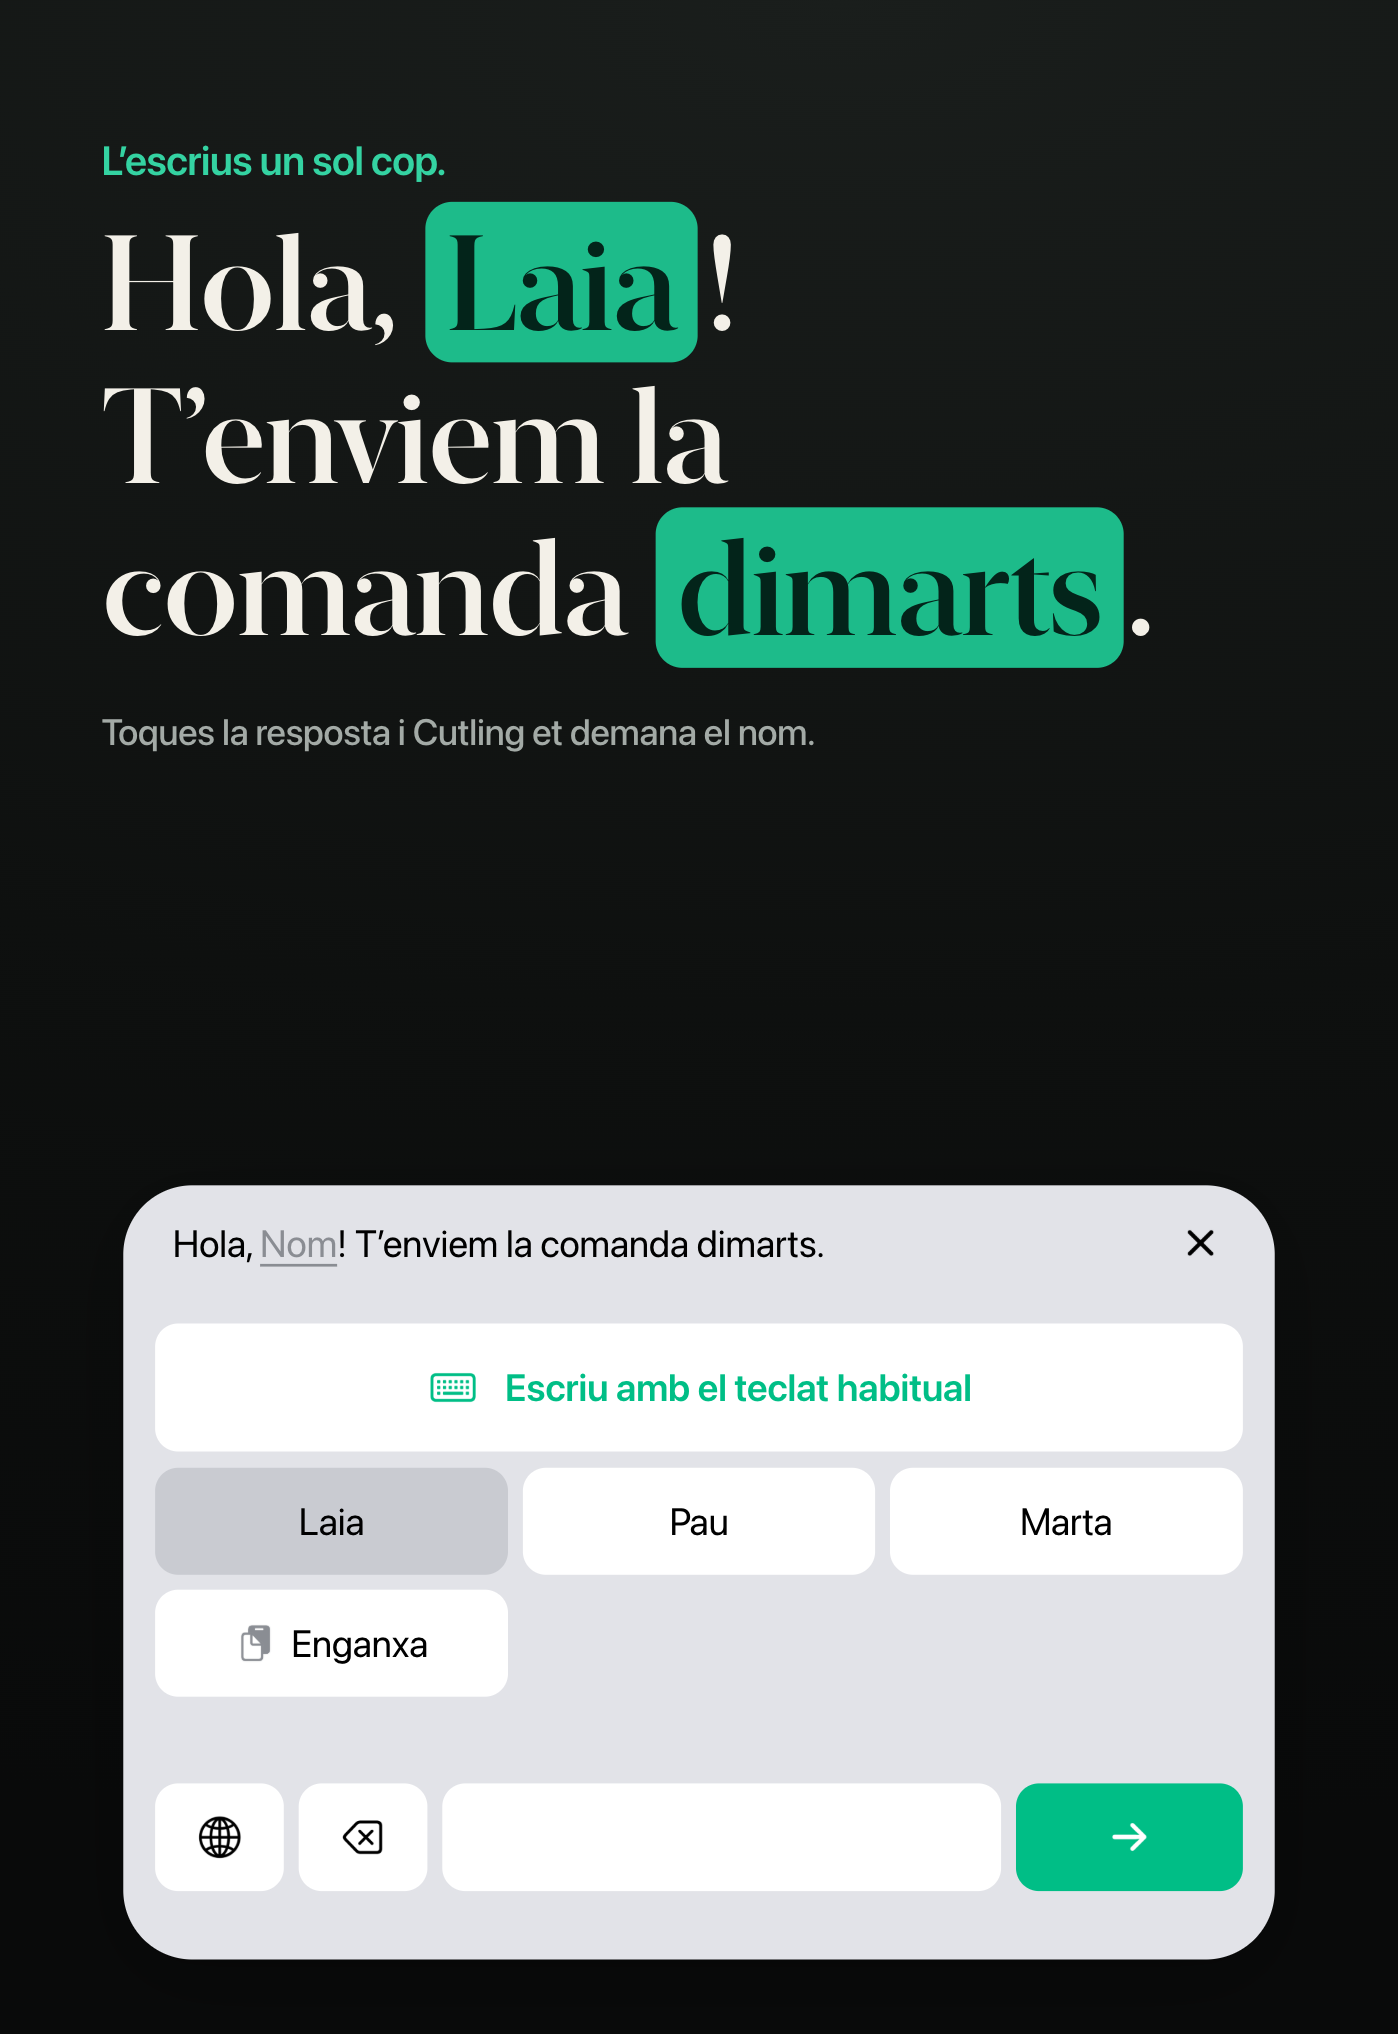 L’escrius un sol cop.
Hola, Laia!
T’enviem la
comanda dimarts.
Toques la resposta i Cutling et demana el nom.
Hola, Nom! T’enviem la comanda dimarts.
Escriu amb el teclat habitual
Laia
Pau
Marta
Enganxa